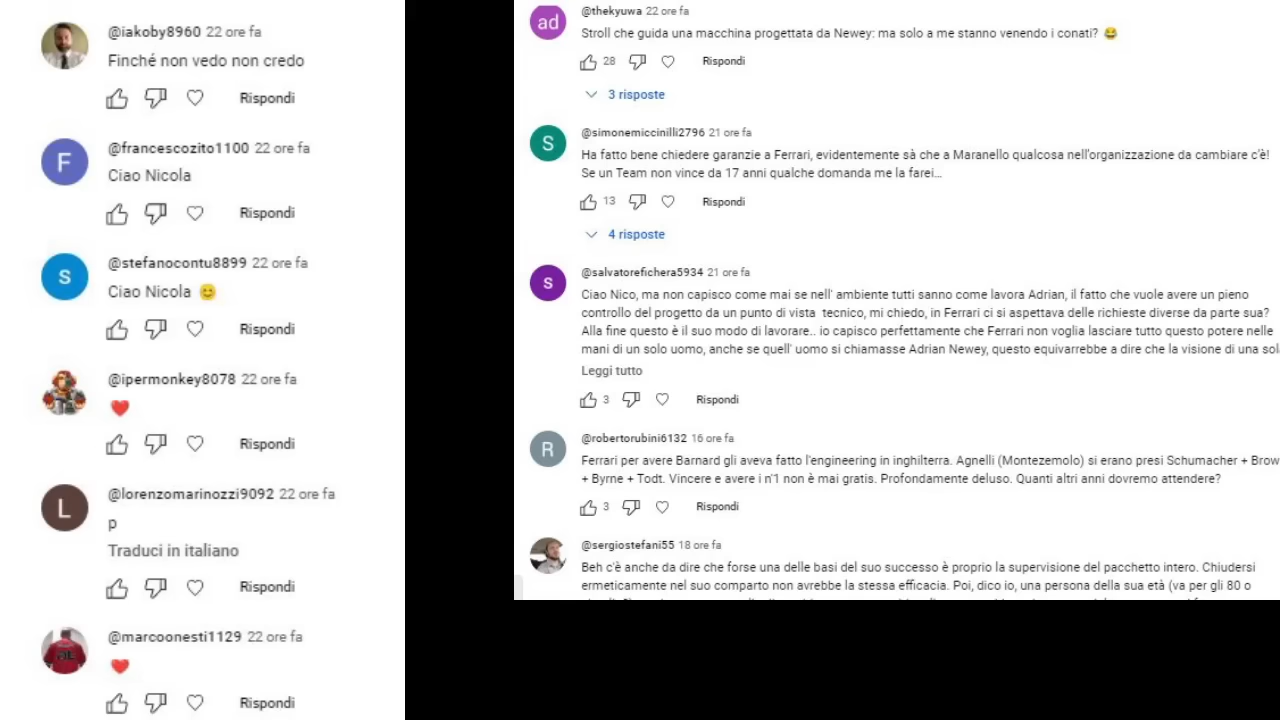 @iakoby8960 22 ore fa
Finché non vedo non credo
Rispondi
@francescozito1100 22 ore fa
Ciao Nicola
Rispondi
@stefanocontu8899 22 ore fa
Ciao Nicola 😊
Rispondi
@ipermonkey8078 22 ore fa
❤️
Rispondi
@lorenzomarinozzi9092 22 ore fa
p
Traduci in italiano
Rispondi
@marcoonesti1129 22 ore fa
❤️
Rispondi
@thekyuwa 22 ore fa
Stroll che guida una macchina progettata da Newey: ma solo a me stanno venendo i conati? 😂
28 Rispondi
3 risposte
@simonemiccinilli2796 21 ore fa
Ha fatto bene chiedere garanzie a Ferrari, evidentemente sà che a Maranello qualcosa nell'organizzazione da cambiare c'è!
Se un Team non vince da 17 anni qualche domanda me la farei...
13 Rispondi
4 risposte
@salvatorefichera5934 21 ore fa
Ciao Nico, ma non capisco come mai se nell' ambiente tutti sanno come lavora Adrian, il fatto che vuole avere un pieno
controllo del progetto da un punto di vista tecnico, mi chiedo, in Ferrari ci si aspettava delle richieste diverse da parte sua?
Alla fine questo è il suo modo di lavorare.. io capisco perfettamente che Ferrari non voglia lasciare tutto questo potere nelle
mani di un solo uomo, anche se quell' uomo si chiamasse Adrian Newey, questo equivarrebbe a dire che la visione di una sol
Leggi tutto
3 Rispondi
@robertorubini6132 16 ore fa
Ferrari per avere Barnard gli aveva fatto l'engineering in inghilterra. Agnelli (Montezemolo) si erano presi Schumacher + Brow
+ Byrne + Todt. Vincere e avere i n'1 non è mai gratis. Profondamente deluso. Quanti altri anni dovremo attendere?
3 Rispondi
@sergiostefani55 18 ore fa
Beh c'è anche da dire che forse una delle basi del suo successo è proprio la supervisione del pacchetto intero. Chiudersi
ermeticamente nel suo comparto non avrebbe la stessa efficacia. Poi, dico io, una persona della sua età (va per gli 80 o